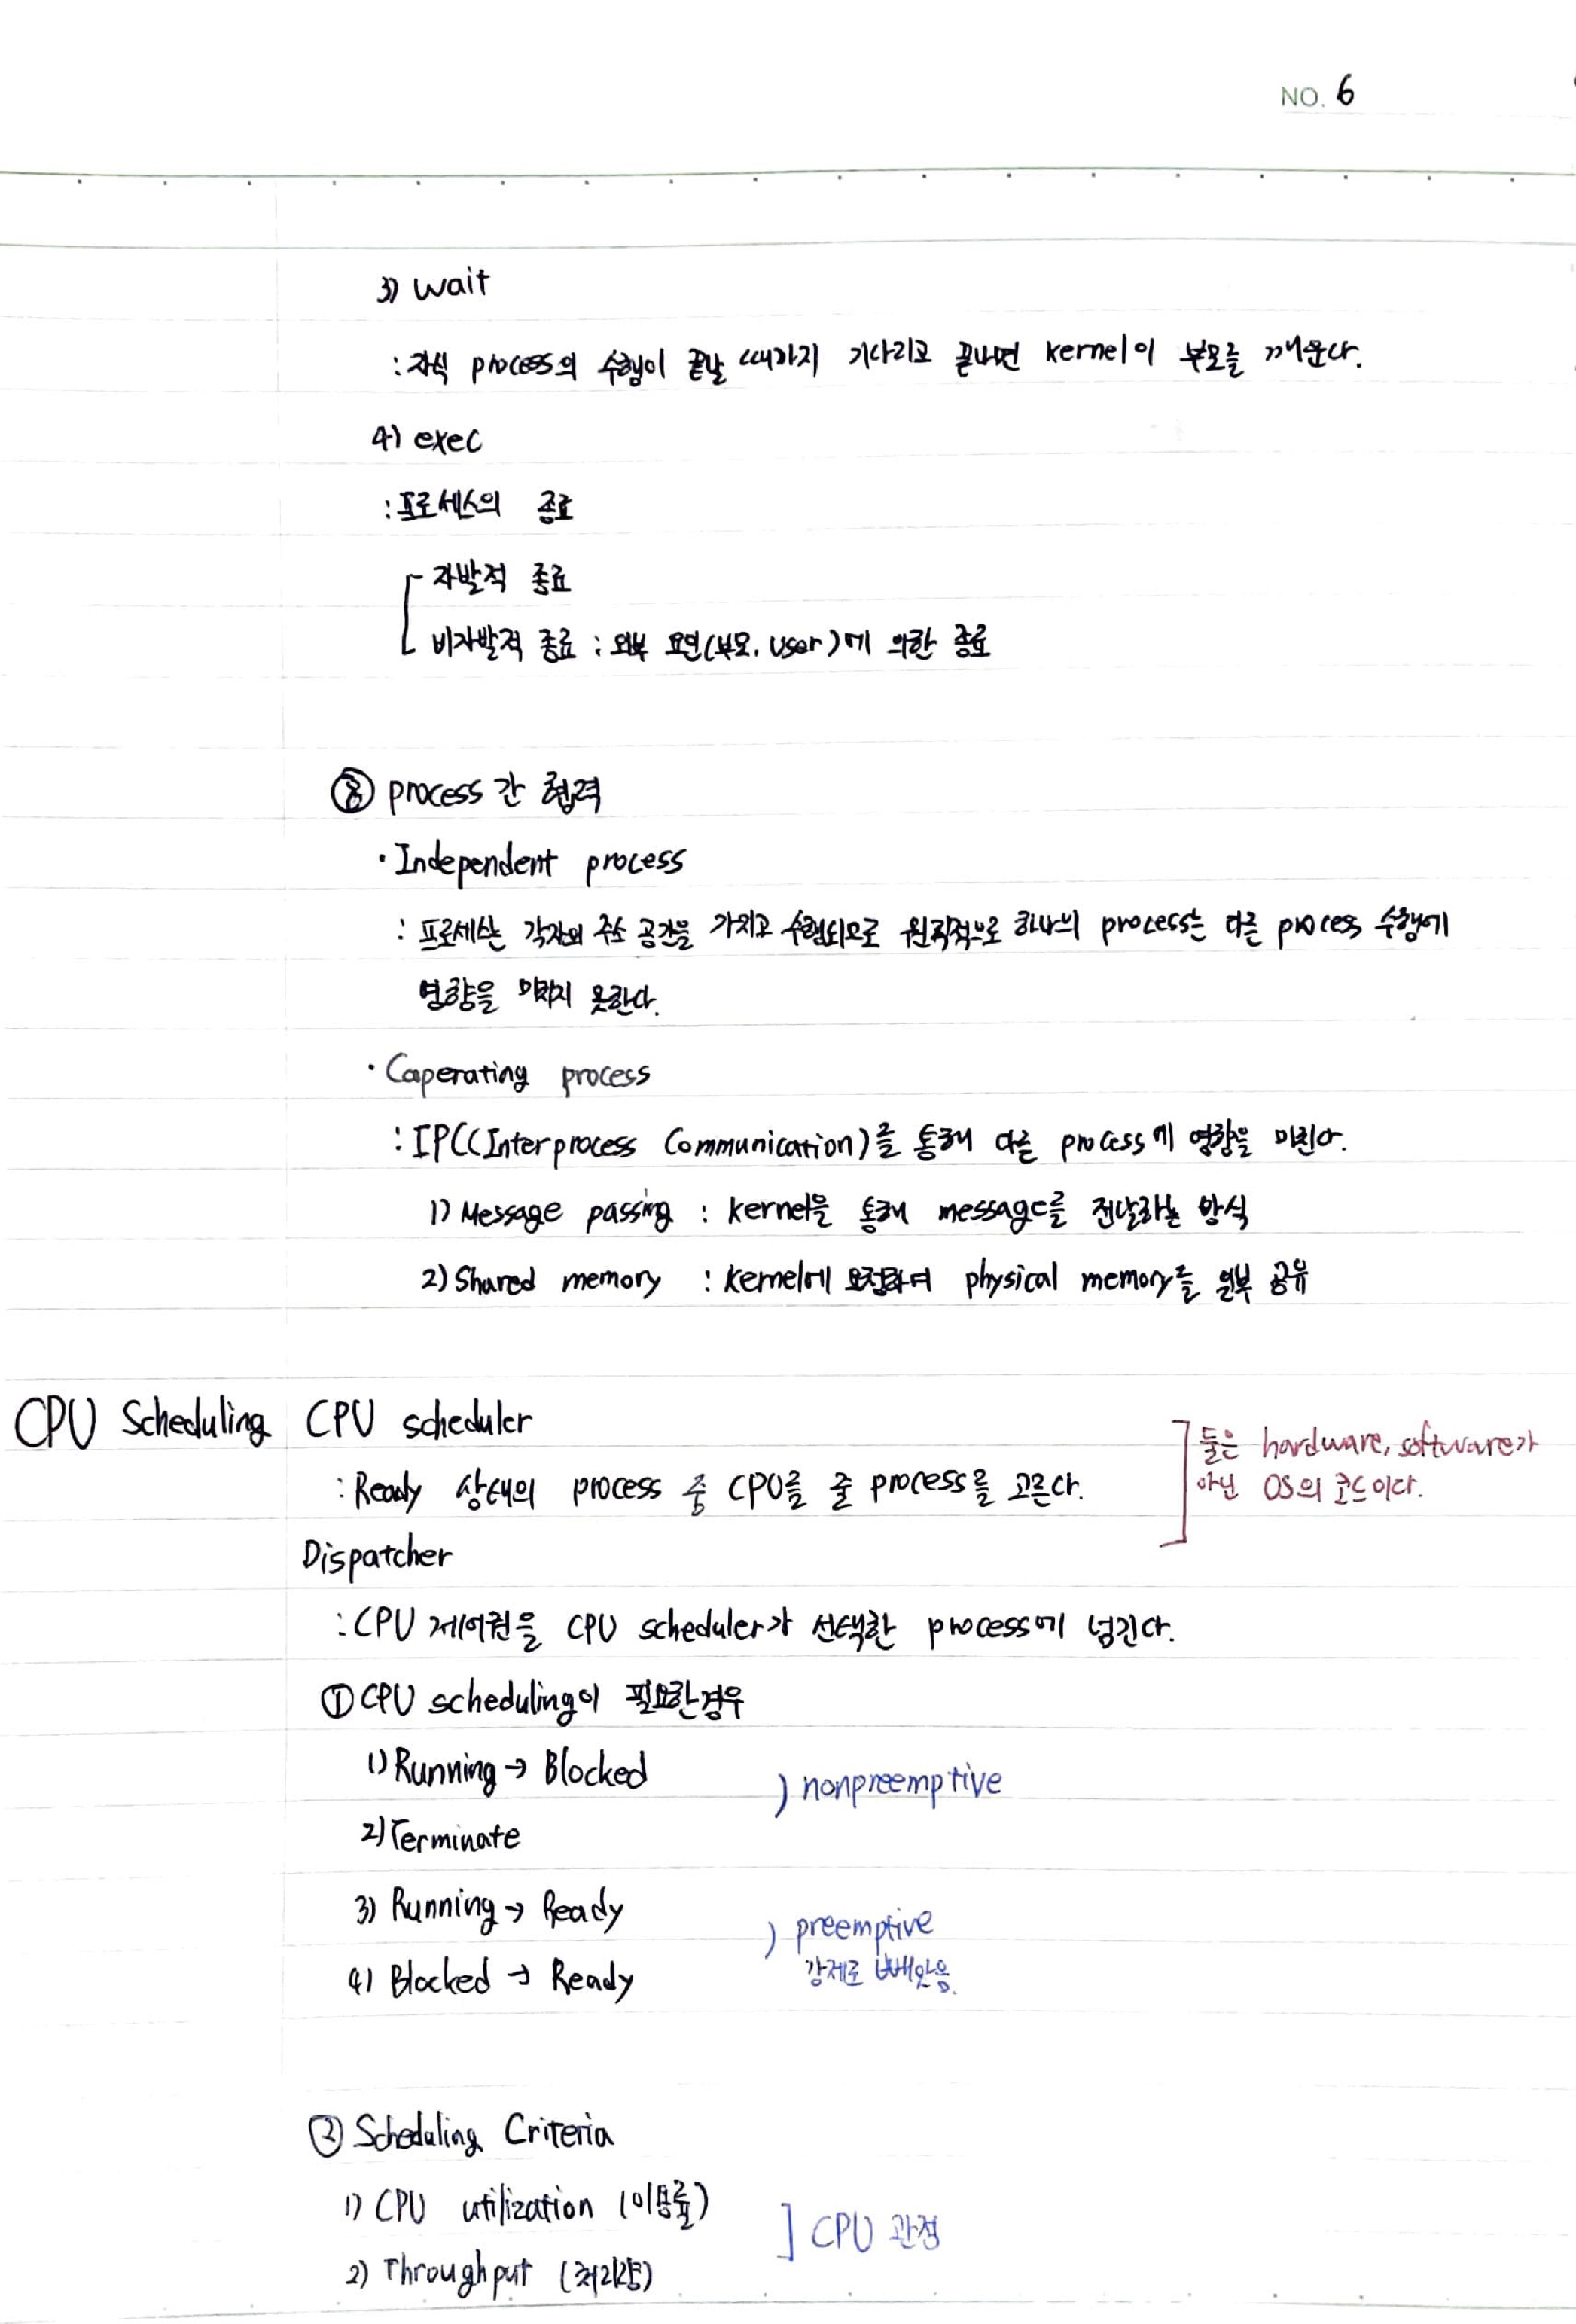 NO. 6
3) wait
: 자식 process의 수행이 끝날 때까지 기다리고 끝나면 kernel이 부모를 깨운다.
4) exec
: 프로세스의 종료
자발적 종료
비자발적 종료 : 외부 요인(부모, user)에 의한 종료
⑧ process 간 협력
· Independent process
: 프로세스는 각자의 주소 공간을 가지고 수행되므로 원칙적으로 하나의 process는 다른 process 수행에
영향을 미치지 못한다.
· Coperating process
: IPC(Interprocess Communication)를 통해 다른 process에 영향을 미친다.
1) Message passing : kernel을 통해 message를 전달하는 방식
2) Shared memory : kernel에 요청하여 physical memory를 일부 공유
CPU Scheduling CPU scheduler
: Ready 상태의 process 중 CPU를 줄 process를 고른다.
둘은 hardware, software가
아닌 OS의 코드이다.
Dispatcher
: CPU 제어권을 CPU scheduler가 선택한 process에 넘긴다.
① CPU scheduling이 필요한 경우
1) Running → Blocked
) nonpreemptive
2) Terminate
3) Running → Ready
) preemptive
강제로 빼앗음.
4) Blocked → Ready
② Scheduling Criteria
1) CPU utilization (이용률)
] CPU 관점
2) Throughput (처리량)